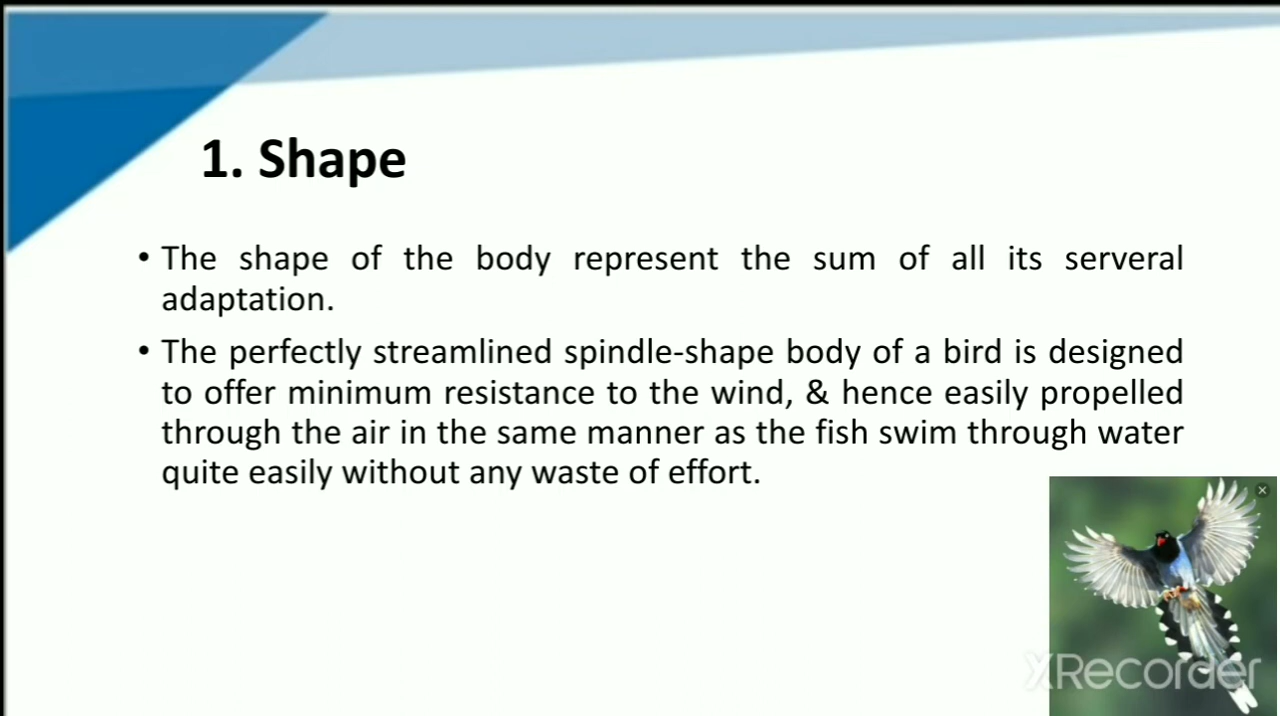 1. Shape
• The shape of the body represent the sum of all its serveral
adaptation.
• The perfectly streamlined spindle-shape body of a bird is designed
to offer minimum resistance to the wind, & hence easily propelled
through the air in the same manner as the fish swim through water
quite easily without any waste of effort.
XRecorder